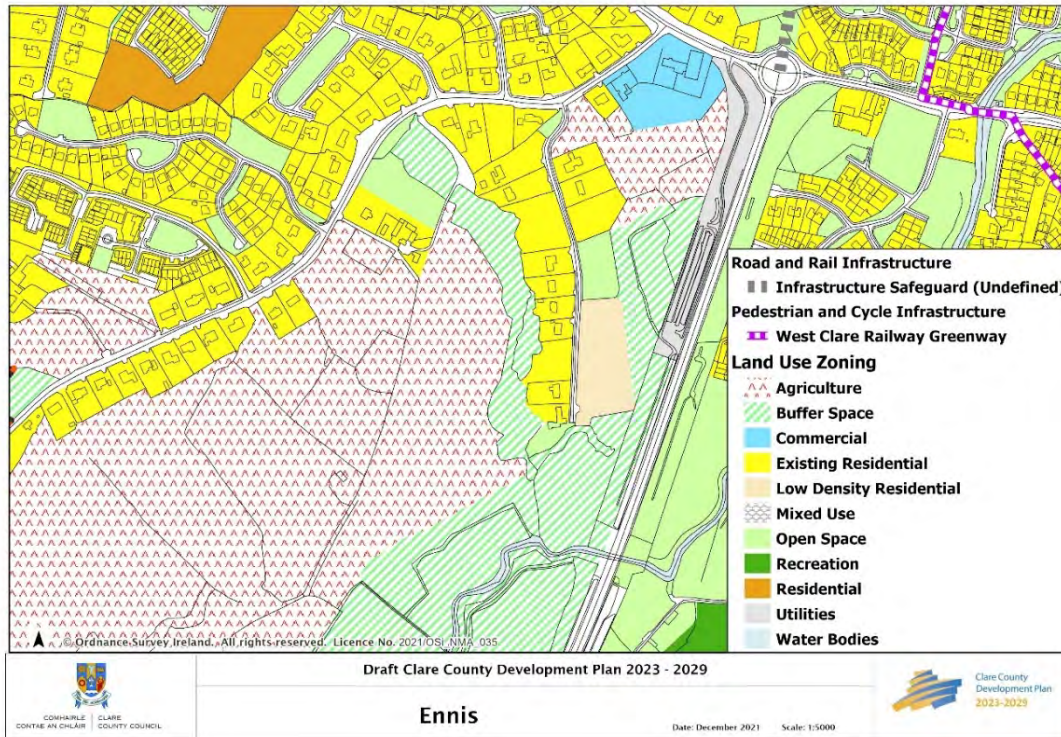 Road and Rail Infrastructure
Infrastructure Safeguard (Undefined)
Pedestrian and Cycle Infrastructure
West Clare Railway Greenway
Land Use Zoning
Agriculture
Buffer Space
Commercial
Existing Residential
Low Density Residential
Mixed Use
Open Space
Recreation
Residential
Utilities
Water Bodies
© Ordnance Survey Ireland. All rights reserved. Licence No. 2021/OSi_NMA_035
Draft Clare County Development Plan 2023 - 2029
Ennis
Date: December 2021 Scale: 1:5000
COMHAIRLE CLARE
CONTAE AN CHLÁIR COUNTY COUNCIL
Clare County
Development Plan
2023-2029